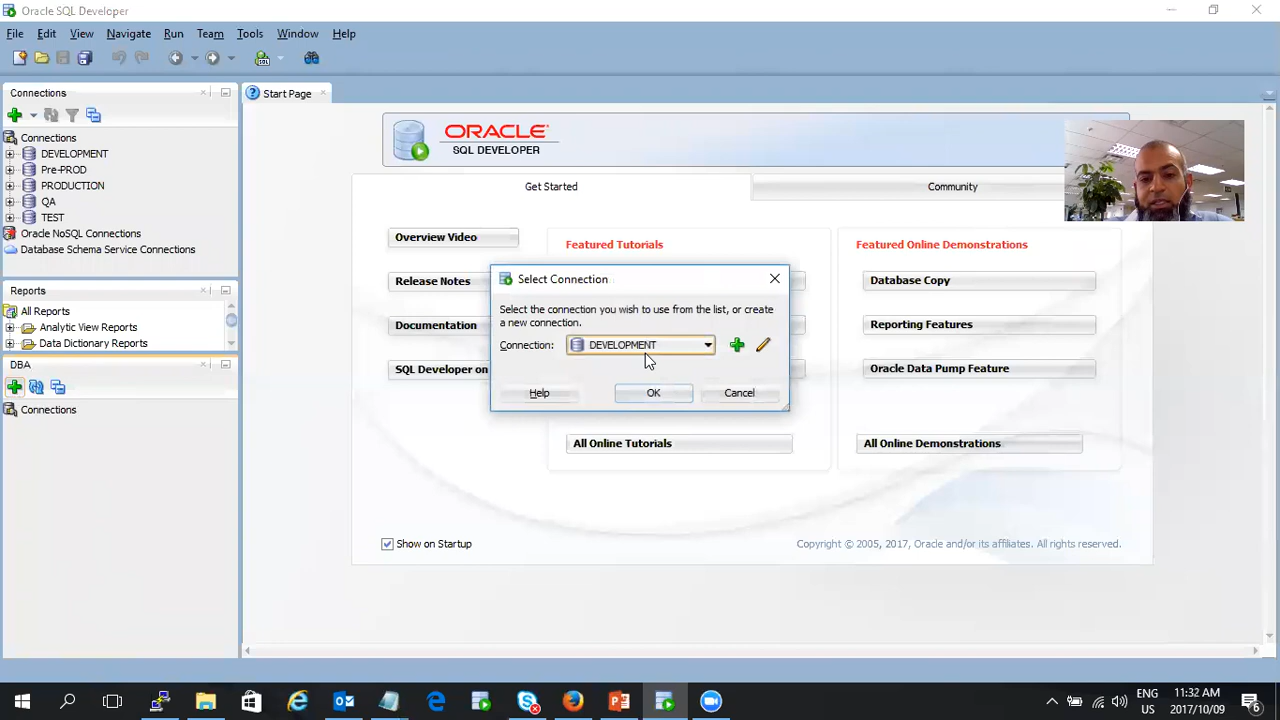 Oracle SQL Developer
File Edit View Navigate Run Team Tools Window Help
Connections
Connections
DEVELOPMENT
Pre-PROD
PRODUCTION
QA
TEST
Oracle NoSQL Connections
Database Schema Service Connections
Reports
All Reports
Analytic View Reports
Data Dictionary Reports
DBA
Connections
Start Page
ORACLE
SQL DEVELOPER
Get Started
Community
Overview Video
Release Notes
Documentation
SQL Developer on
Featured Tutorials
All Online Tutorials
Featured Online Demonstrations
Database Copy
Reporting Features
Oracle Data Pump Feature
All Online Demonstrations
Select Connection
Select the connection you wish to use from the list, or create
a new connection.
Connection: DEVELOPMENT
Help OK Cancel
Show on Startup
Copyright © 2005, 2017, Oracle and/or its affiliates. All rights reserved.
ENG
US
11:32 AM
2017/10/09
6